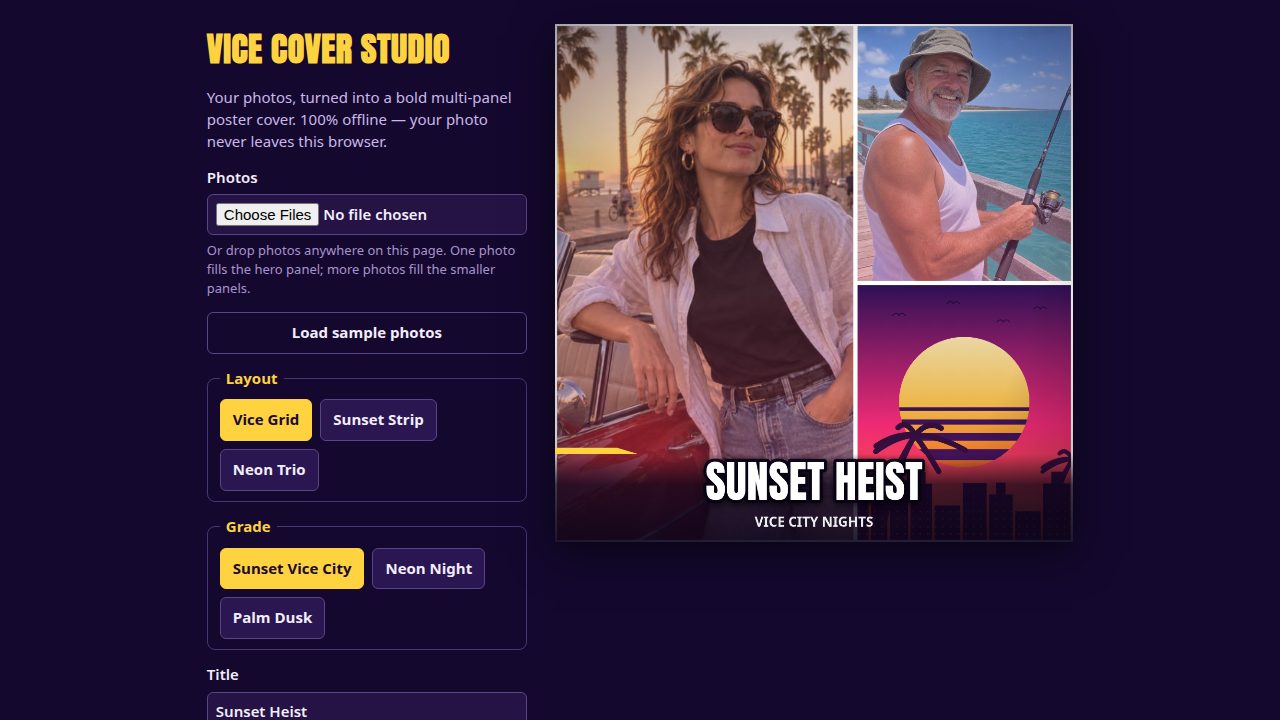 VICE COVER STUDIO
Your photos, turned into a bold multi-panel
poster cover. 100% offline — your photo
never leaves this browser.
Photos
Choose Files No file chosen
Or drop photos anywhere on this page. One photo
fills the hero panel; more photos fill the smaller
panels.
Load sample photos
Layout
Vice Grid Sunset Strip
Neon Trio
Grade
Sunset Vice City Neon Night
Palm Dusk
Title
Sunset Heist
SUNSET HEIST
VICE CITY NIGHTS